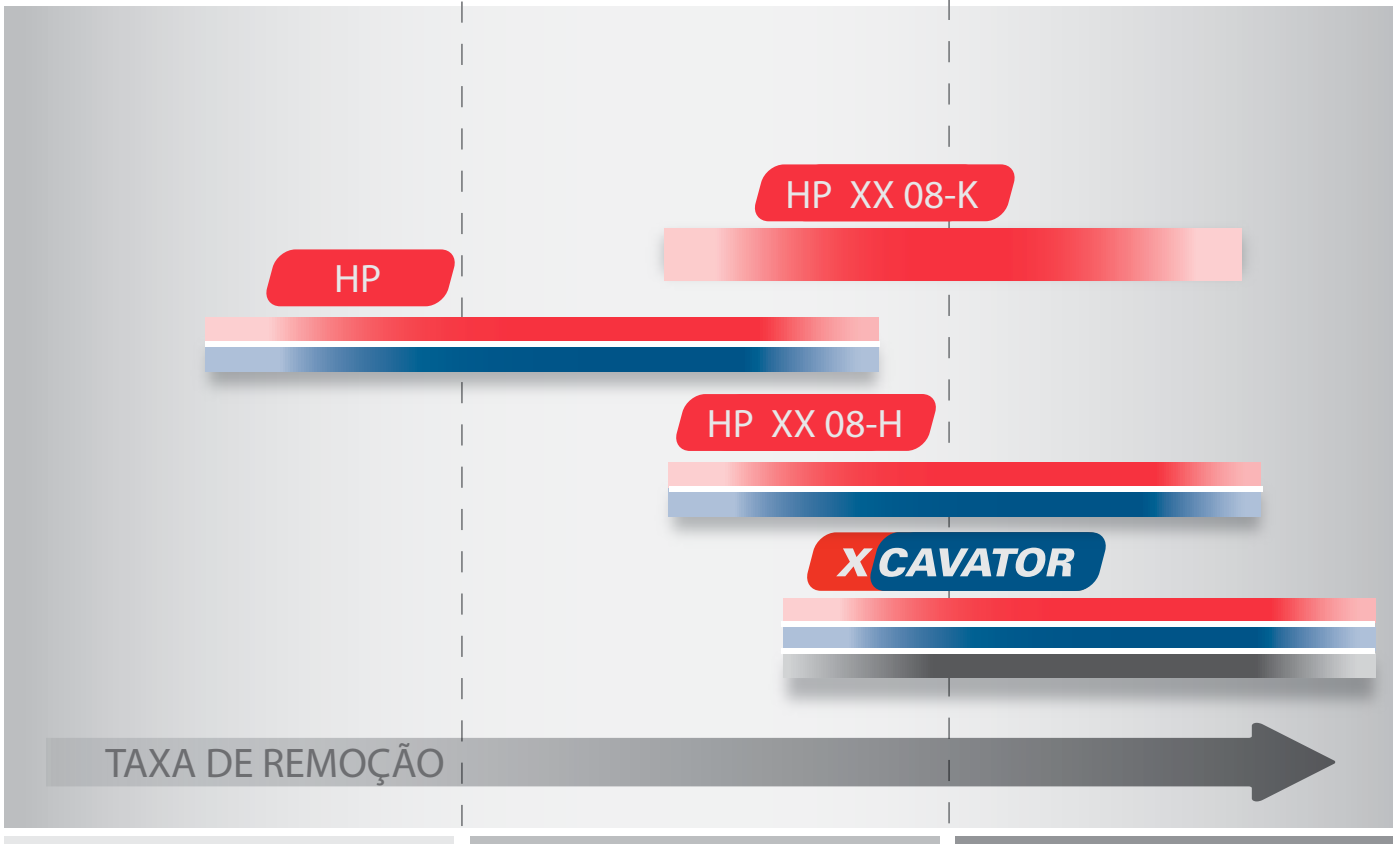 HP XX 08-K
HP
HP XX 08-H
XCAVATOR
TAXA DE REMOÇÃO